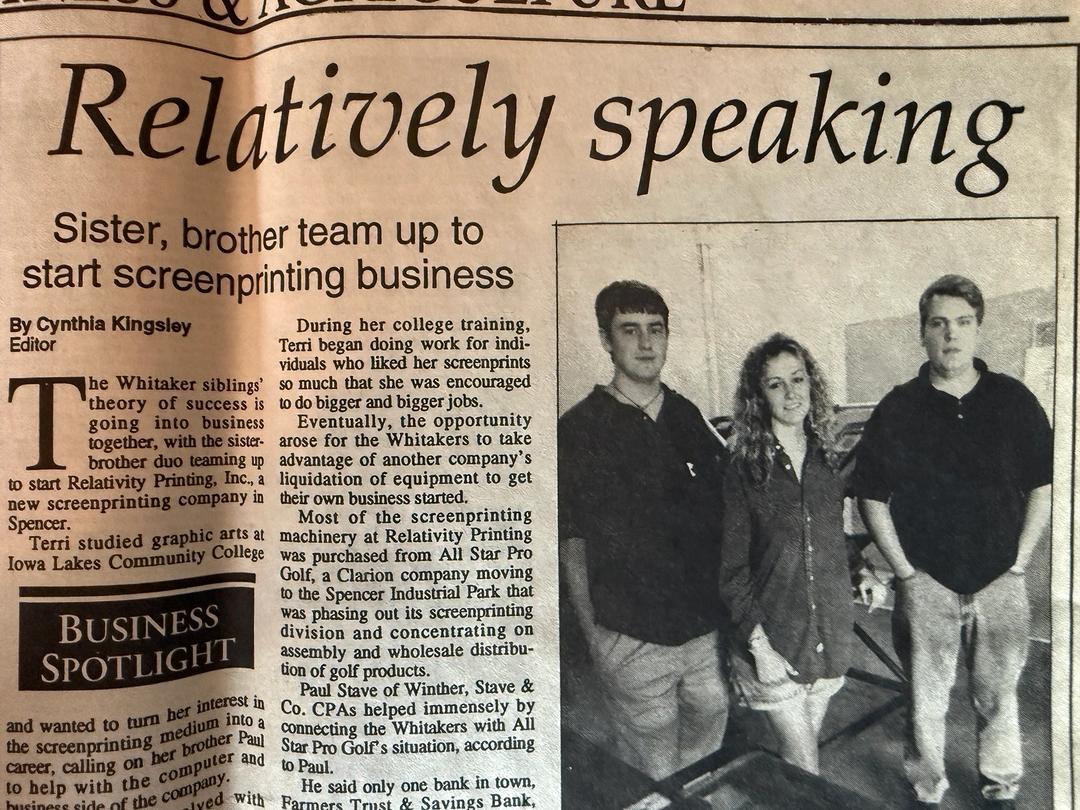 & AGRICULTURE
Relatively speaking
Sister, brother team up to
start screenprinting business
By Cynthia Kingsley
Editor
The Whitaker siblings'
theory of success is
going into business
together, with the sister-
brother duo teaming up
to start Relativity Printing, Inc., a
new screenprinting company in
Spencer.
Terri studied graphic arts at
Iowa Lakes Community College
BUSINESS
SPOTLIGHT
and wanted to turn her interest in
the screenprinting medium into a
career, calling on her brother Paul
to help with the computer and
business side of the company.
with
During her college training,
Terri began doing work for indi-
viduals who liked her screenprints
so much that she was encouraged
to do bigger and bigger jobs.
Eventually, the opportunity
arose for the Whitakers to take
advantage of another company's
liquidation of equipment to get
their own business started.
Most of the screenprinting
machinery at Relativity Printing
was purchased from All Star Pro
Golf, a Clarion company moving
to the Spencer Industrial Park that
was phasing out its screenprinting
division and concentrating on
assembly and wholesale distribu-
tion of golf products.
Paul Stave of Winther, Stave &
Co. CPAs helped immensely by
connecting the Whitakers with All
Star Pro Golf's situation, according
to Paul.
He said only one bank in town,
Farmers Trust & Savings Bank,